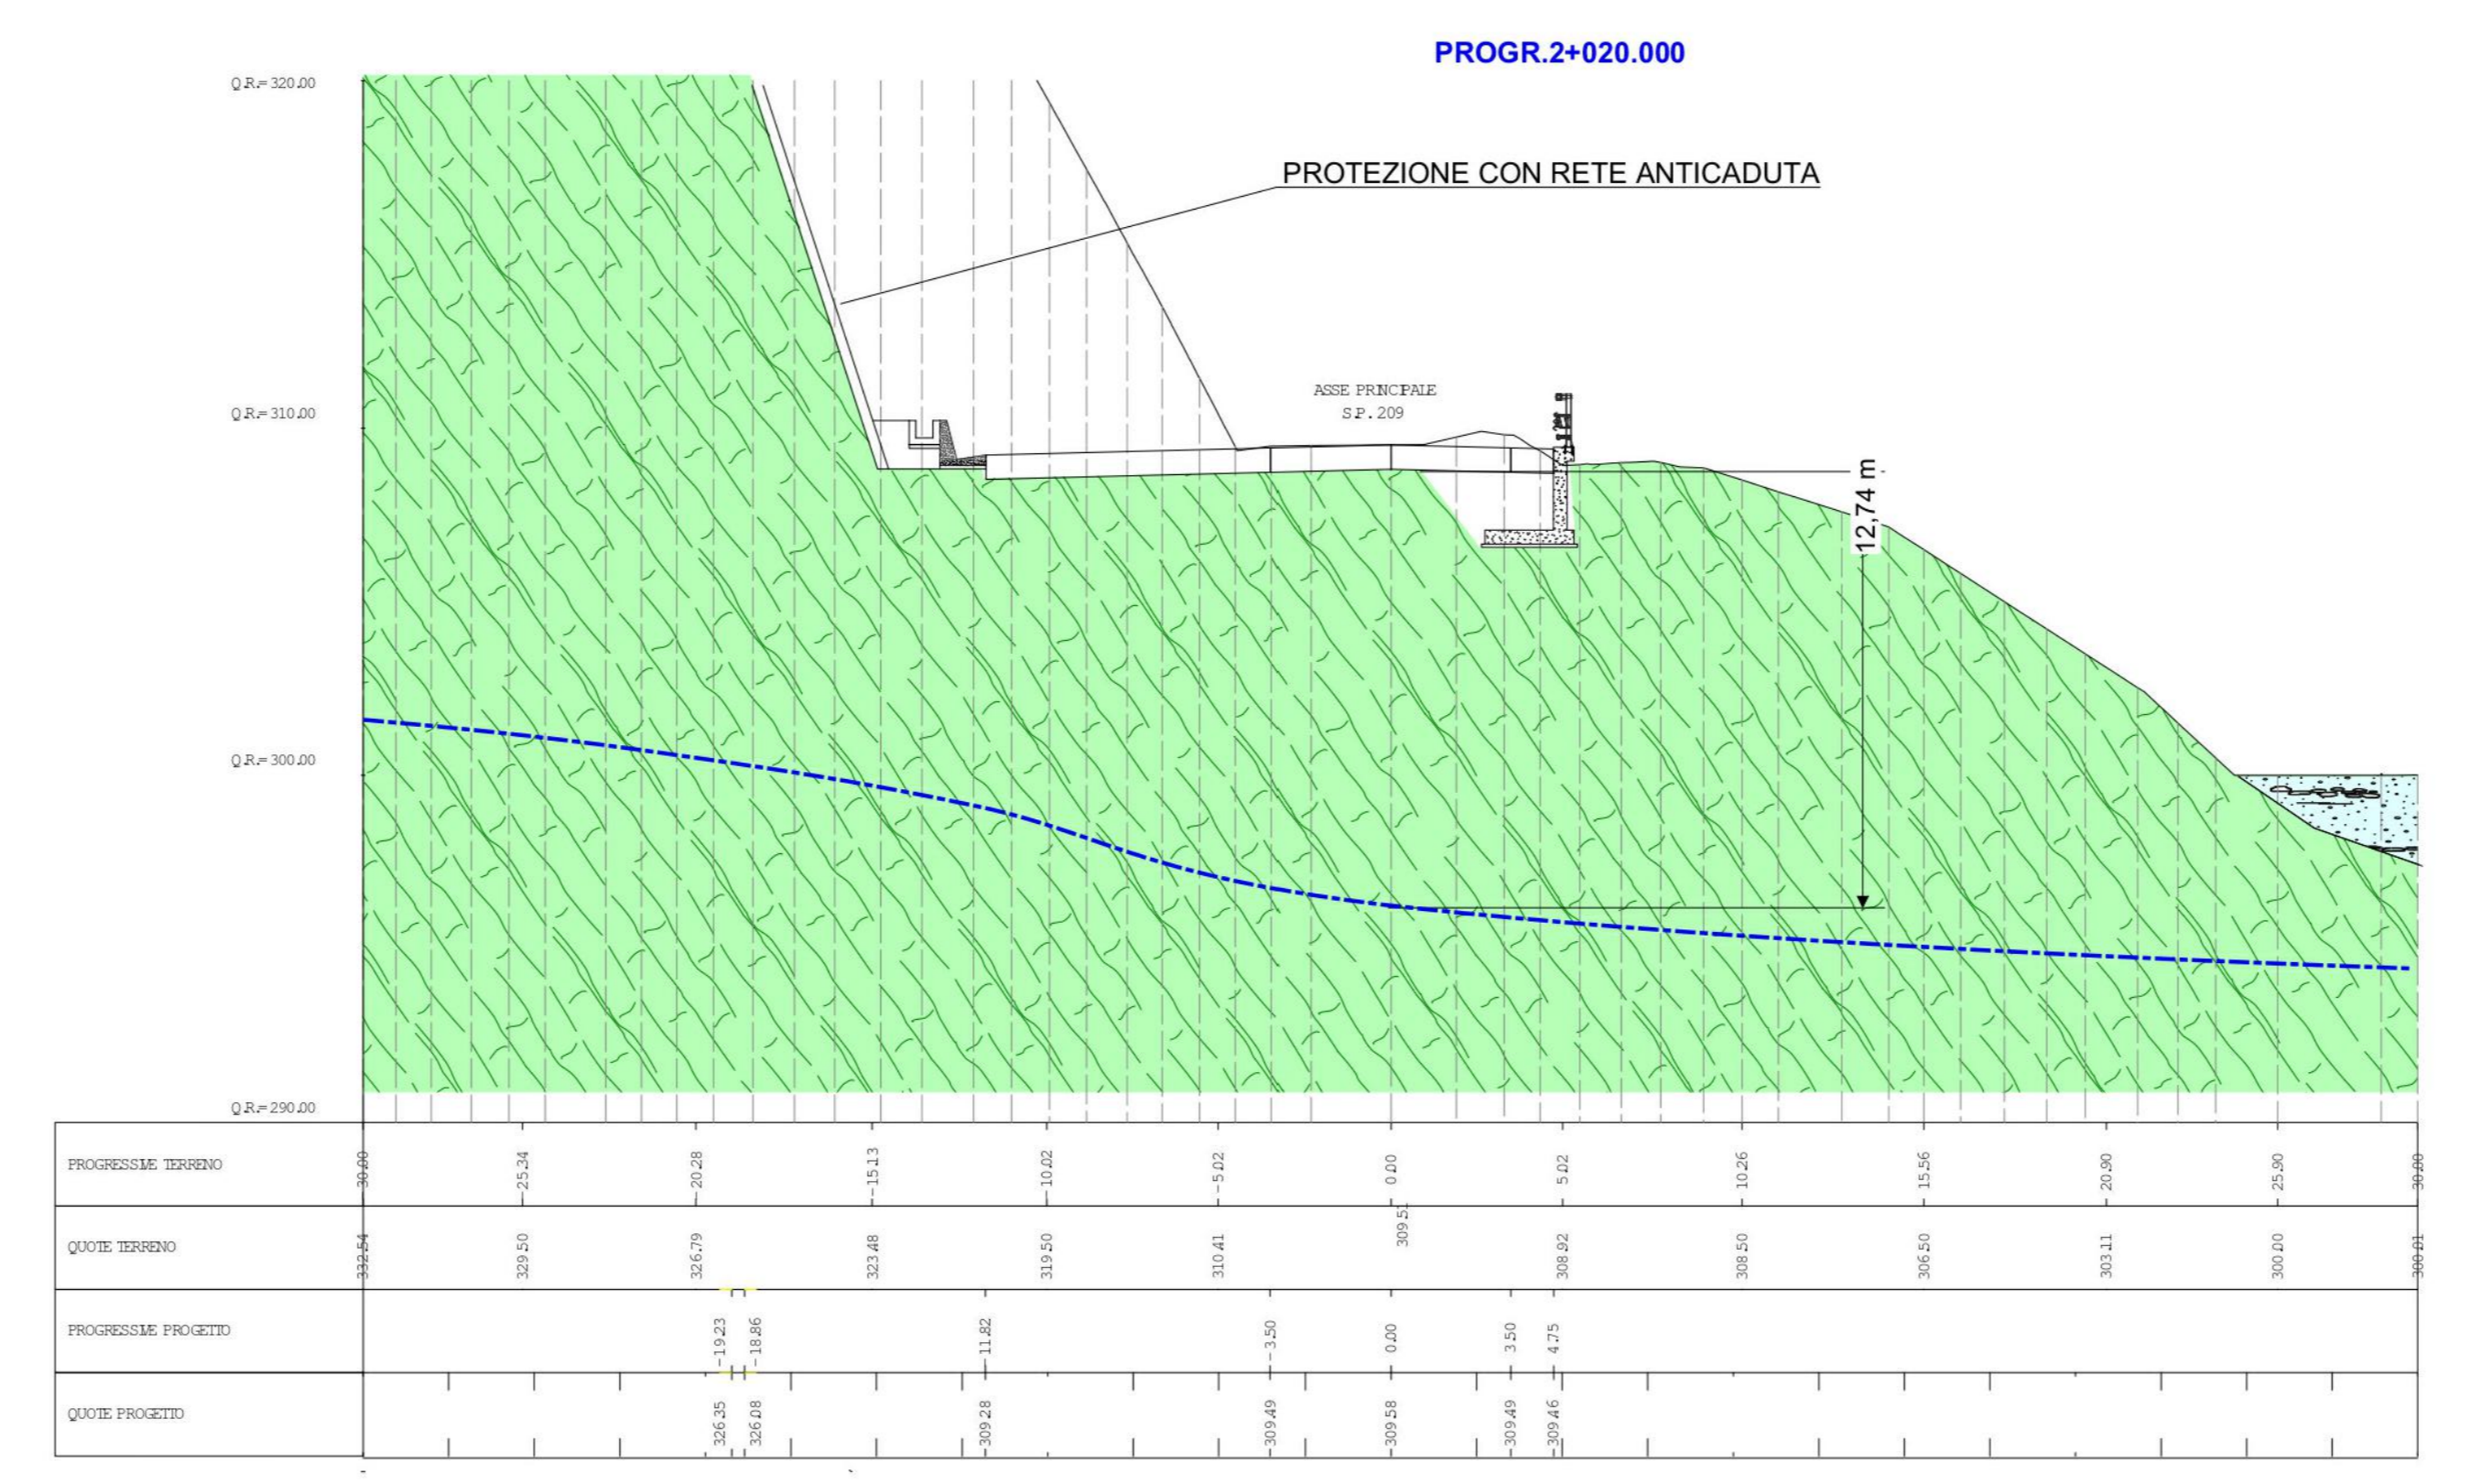 PROGR.2+020.000
Q.R.=320.00
PROTEZIONE CON RETE ANTICADUTA
ASSE PRINCIPALE
S.P. 209
Q.R.=310.00
12,74 m
Q.R.=300.00
Q.R.=290.00
PROGRESSIVE TERRENO -30.00 -25.34 -20.28 -15.13 -10.02 -5.02 0.00 5.02 10.26 15.56 20.90 25.90 30.00
QUOTE TERRENO 332.54 329.50 326.79 323.48 319.50 310.41 309.51 308.92 308.50 306.50 303.11 300.00 300.01
PROGRESSIVE PROGETTO -19.23 -18.86 -11.82 -3.50 0.00 3.50 4.75
QUOTE PROGETTO 326.35 326.08 309.28 309.49 309.58 309.49 309.46